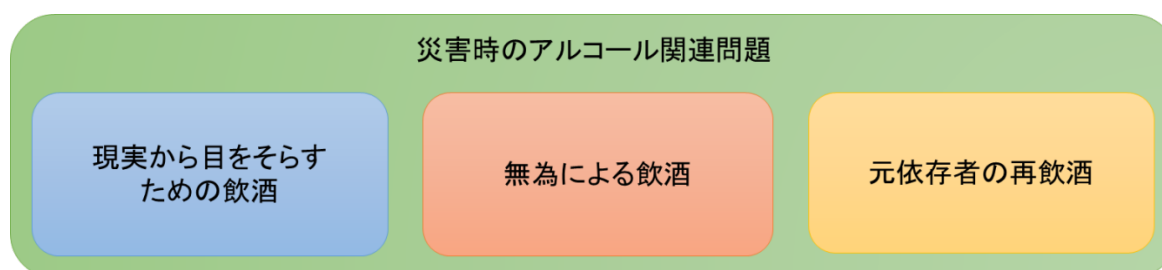 災害時のアルコール関連問題
現実から目をそらす
ための飲酒
無為による飲酒
元依存者の再飲酒